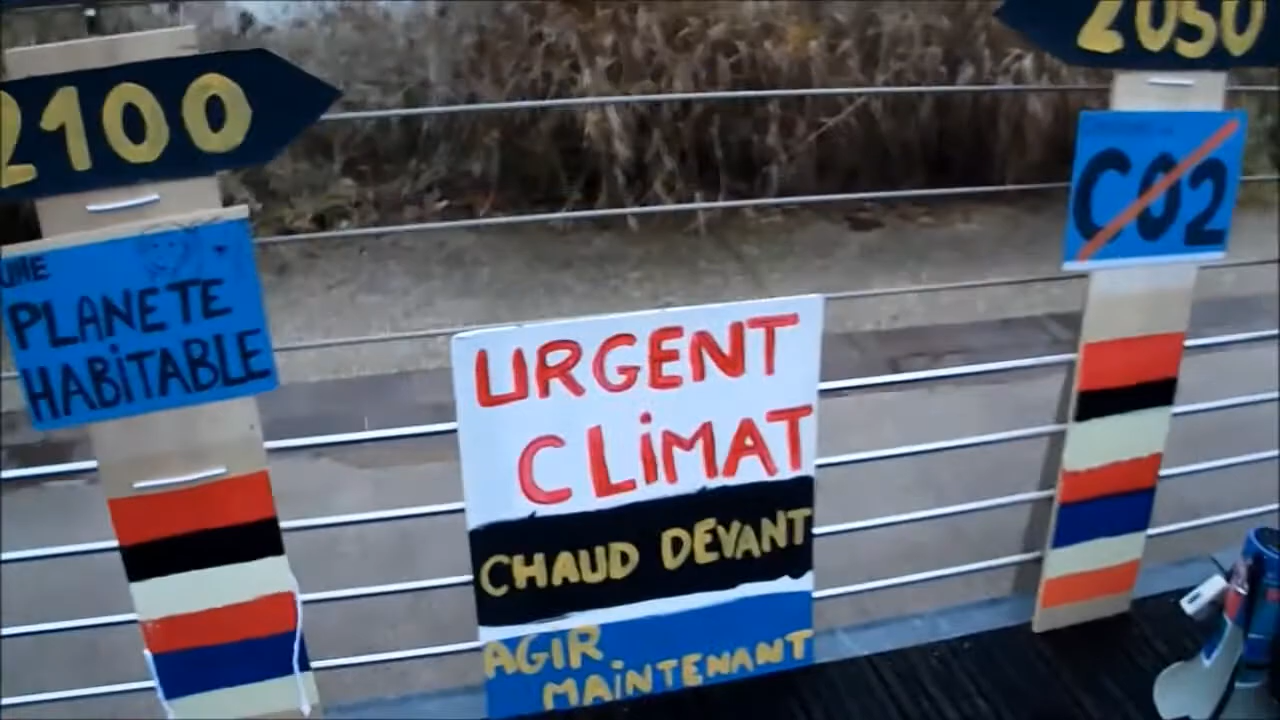 2100
UNE
PLANETE
HABiTABLE
URGENT
CLiMAT
CHAUD DEVANT
AGIR
MAiNTENANT
2050
CO2